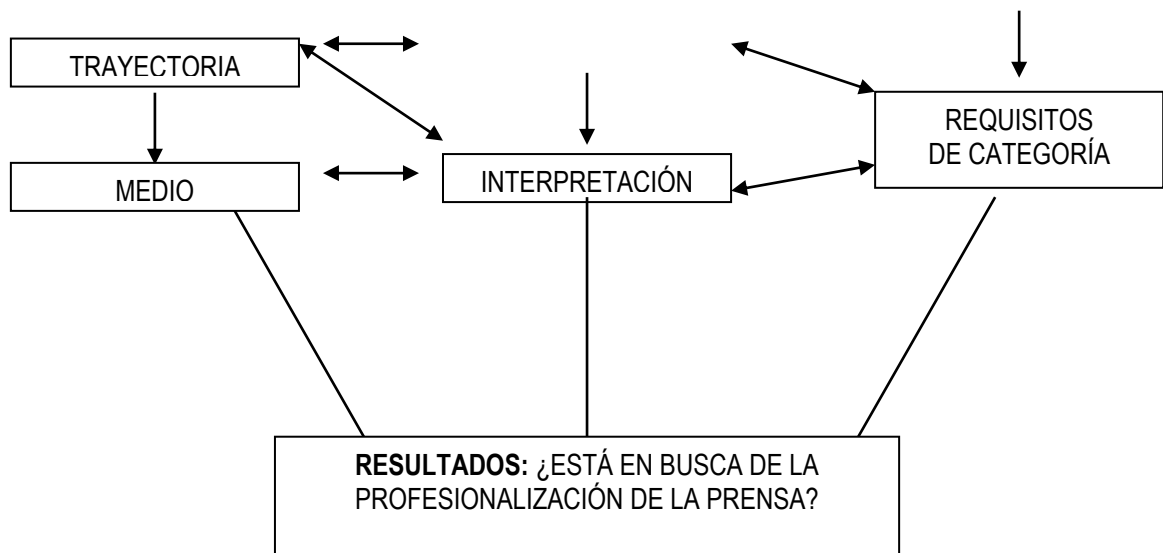 TRAYECTORIA
REQUISITOS
DE CATEGORÍA
MEDIO
INTERPRETACIÓN
RESULTADOS: ¿ESTÁ EN BUSCA DE LA
PROFESIONALIZACIÓN DE LA PRENSA?